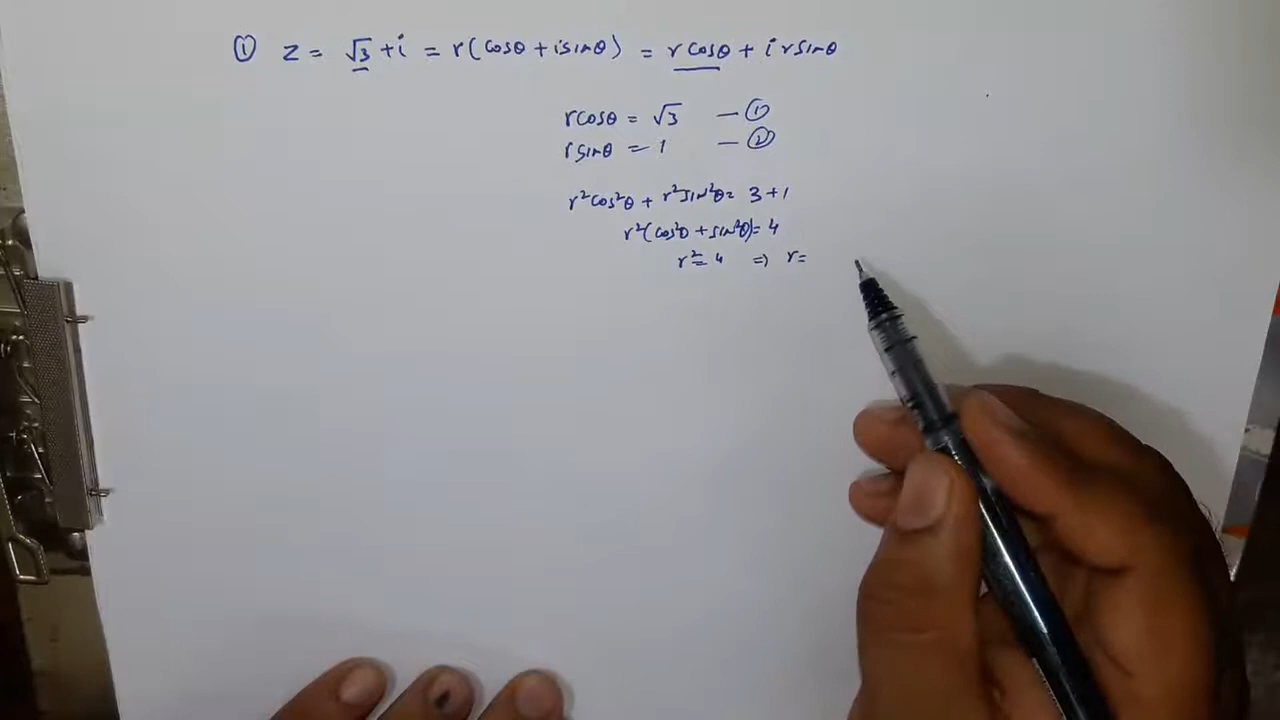 ① z = √3 + i = r(cosθ + i sinθ) = r cosθ + i r sinθ
r cosθ = √3 — ①
r sinθ = 1 — ②
r²cos²θ + r²sin²θ = 3 + 1
r²(cos²θ + sin²θ) = 4
r² = 4 ⇒ r =